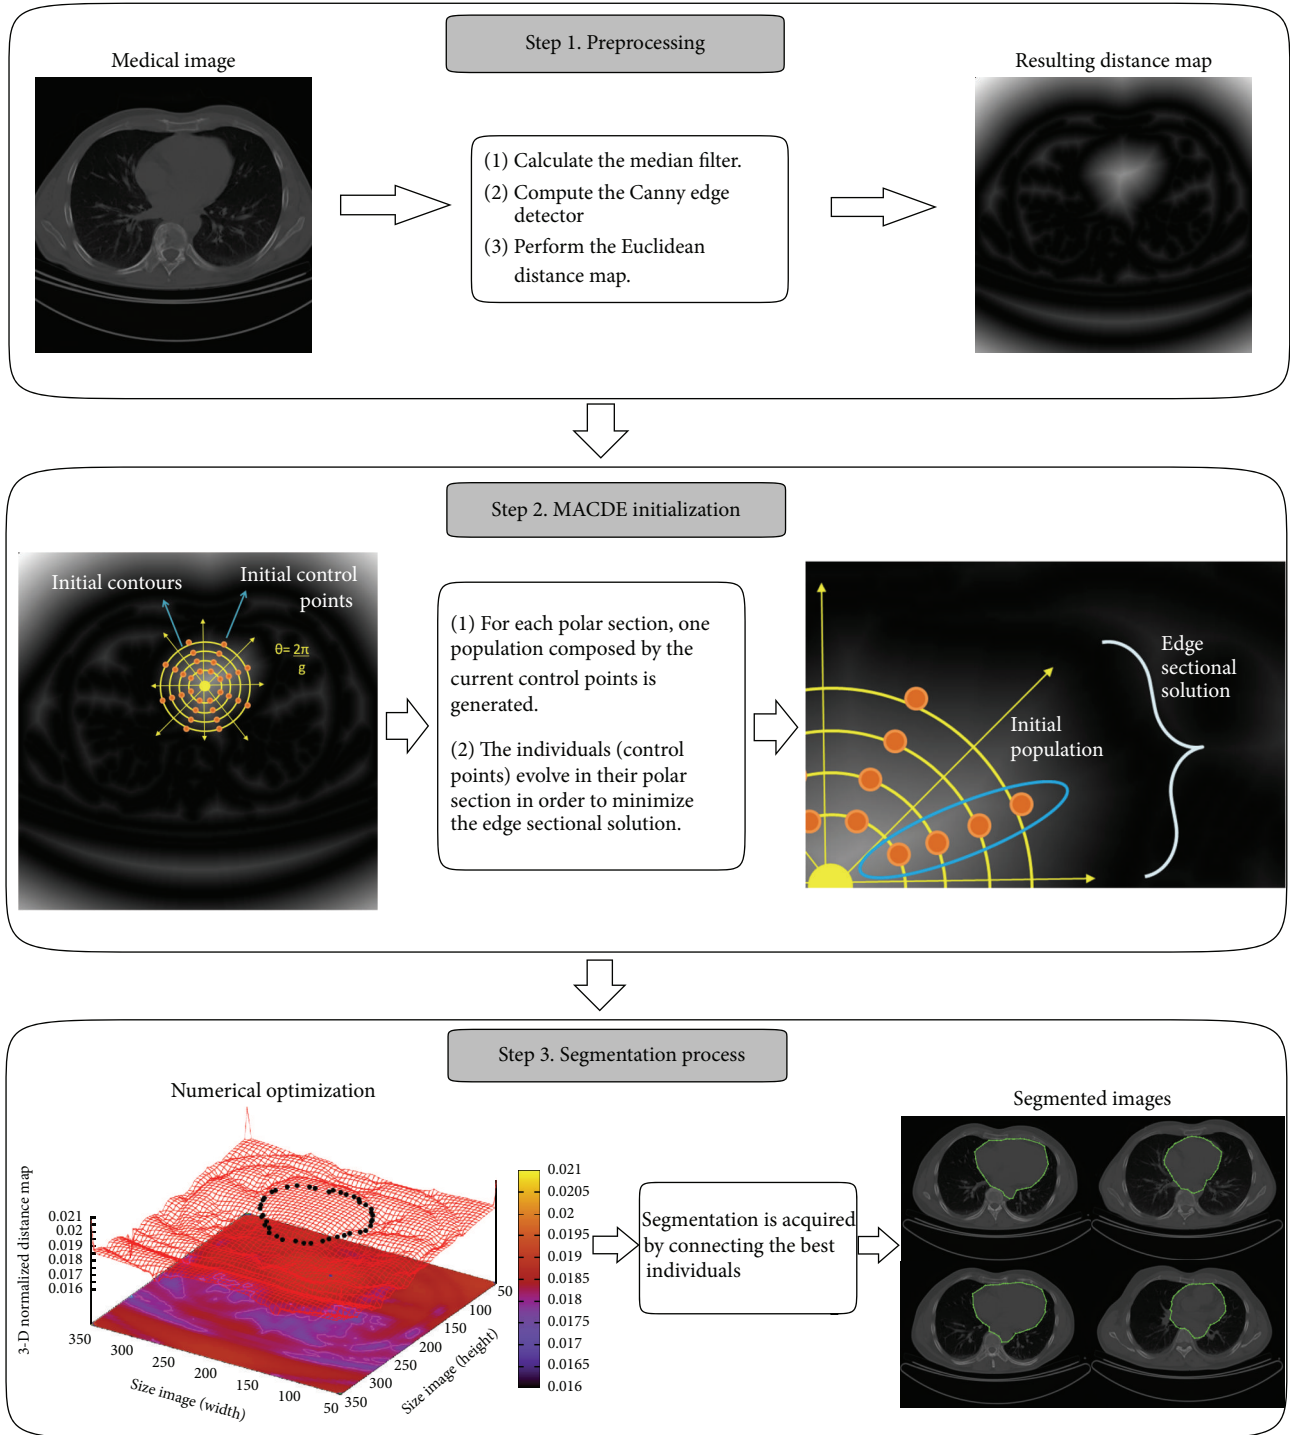 Step 1. Preprocessing
Medical image
Resulting distance map
(1) Calculate the median filter.
(2) Compute the Canny edge
detector
(3) Perform the Euclidean
distance map.
Step 2. MACDE initialization
Initial contours
Initial control
points
θ= 2π
g
(1) For each polar section, one
population composed by the
current control points is
generated.
(2) The individuals (control
points) evolve in their polar
section in order to minimize
the edge sectional solution.
Edge
sectional
solution
Initial
population
Step 3. Segmentation process
Numerical optimization
Segmented images
3-D normalized distance map
0.021
0.02
0.019
0.018
0.017
0.016
350
300
250
200
150
100
50
Size image (width)
350
300
250
200
150
100
50
Size image (height)
0.021
0.0205
0.02
0.0195
0.019
0.0185
0.018
0.0175
0.017
0.0165
0.016
Segmentation is acquired
by connecting the best
individuals